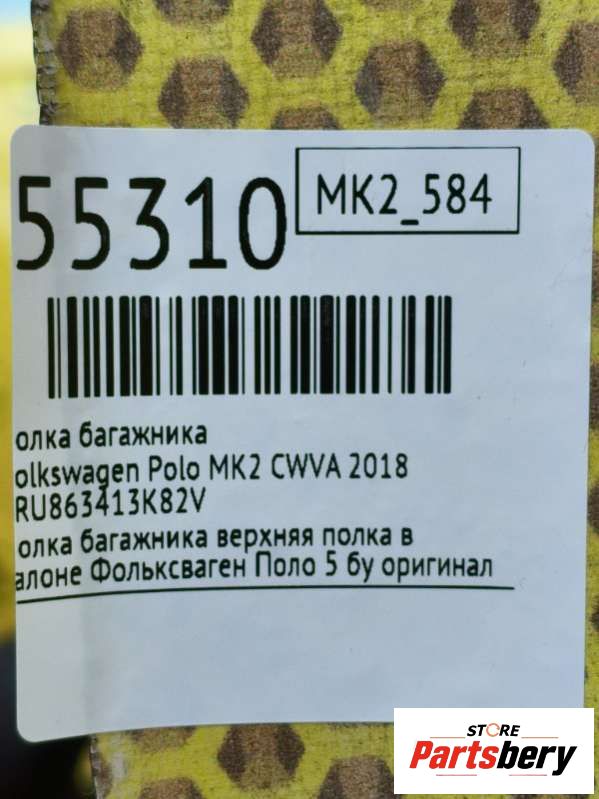 55310
MK2_584
олка багажника
olkswagen Polo MK2 CWVA 2018
RU863413K82V
олка багажника верхняя полка в
алоне Фольксваген Поло 5 бу оригинал
STORE
Partsbery